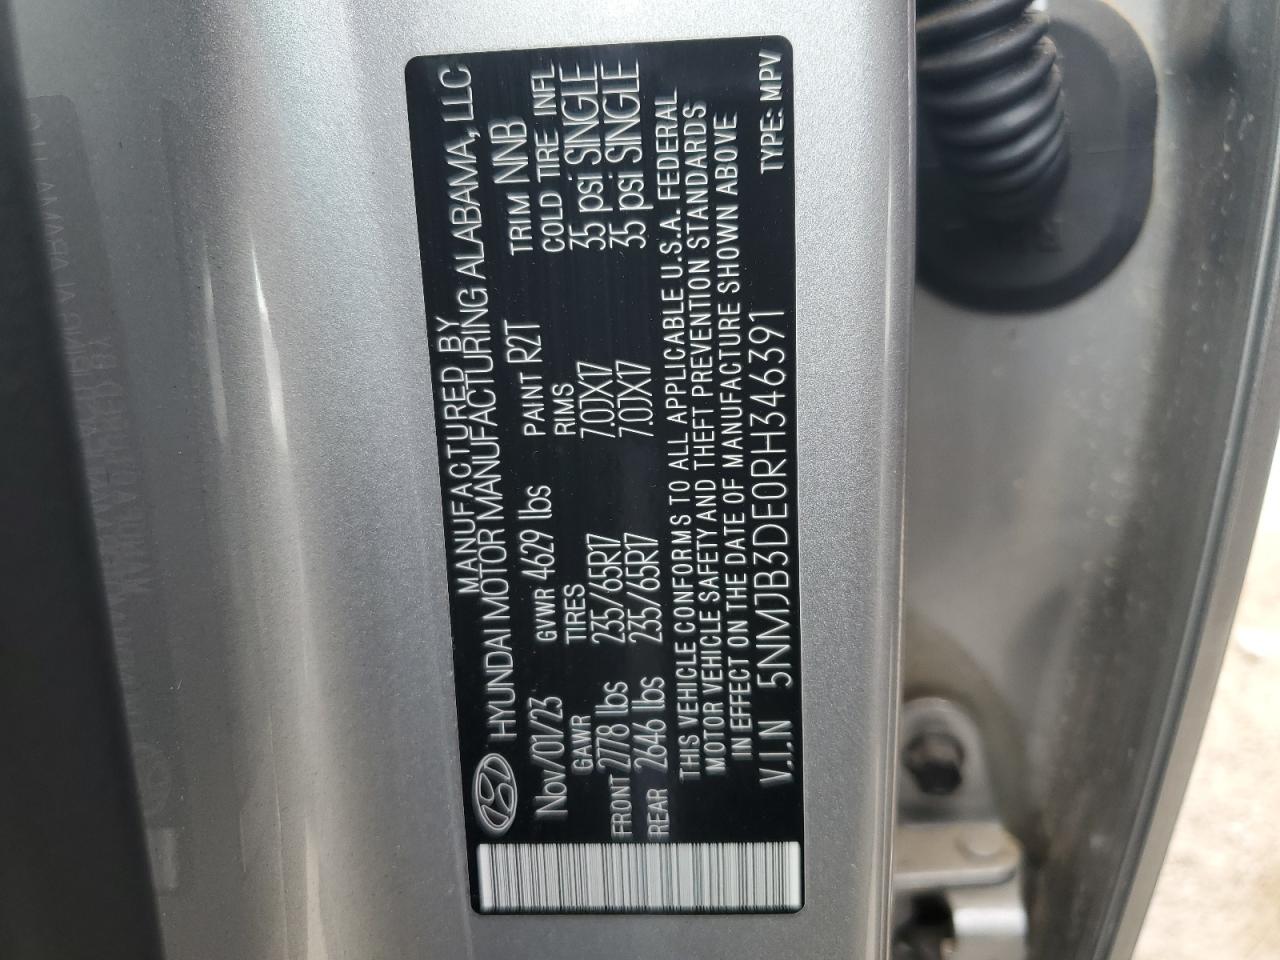 MANUFACTURED BY
HYUNDAI MOTOR MANUFACTURING ALABAMA, LLC
Nov/01/23 GVWR 4629 lbs PAINT R2T TRIM NNB
GAWR TIRES RIMS COLD TIRE INFL
FRONT 2778 lbs 235/65R17 7.0JX17 35 psi SINGLE
REAR 2646 lbs 235/65R17 7.0JX17 35 psi SINGLE
THIS VEHICLE CONFORMS TO ALL APPLICABLE U.S.A. FEDERAL
MOTOR VEHICLE SAFETY AND THEFT PREVENTION STANDARDS
IN EFFECT ON THE DATE OF MANUFACTURE SHOWN ABOVE
V.I.N 5NMJB3DE0RH346391 TYPE: MPV